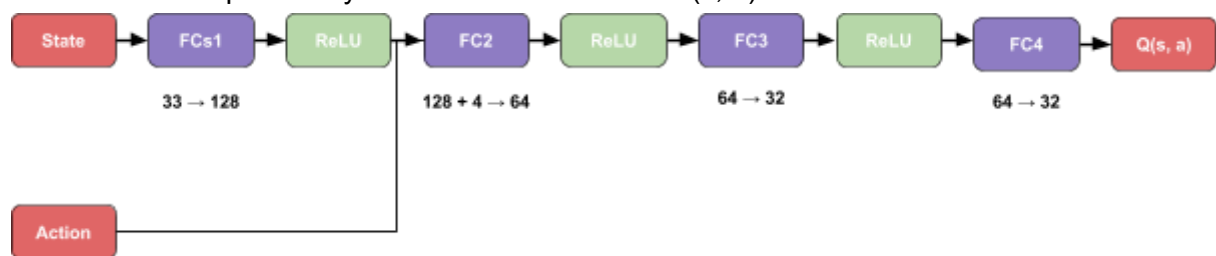 State FCs1 ReLU FC2 ReLU FC3 ReLU FC4 Q(s, a)
33 → 128 128 + 4 → 64 64 → 32 64 → 32
Action